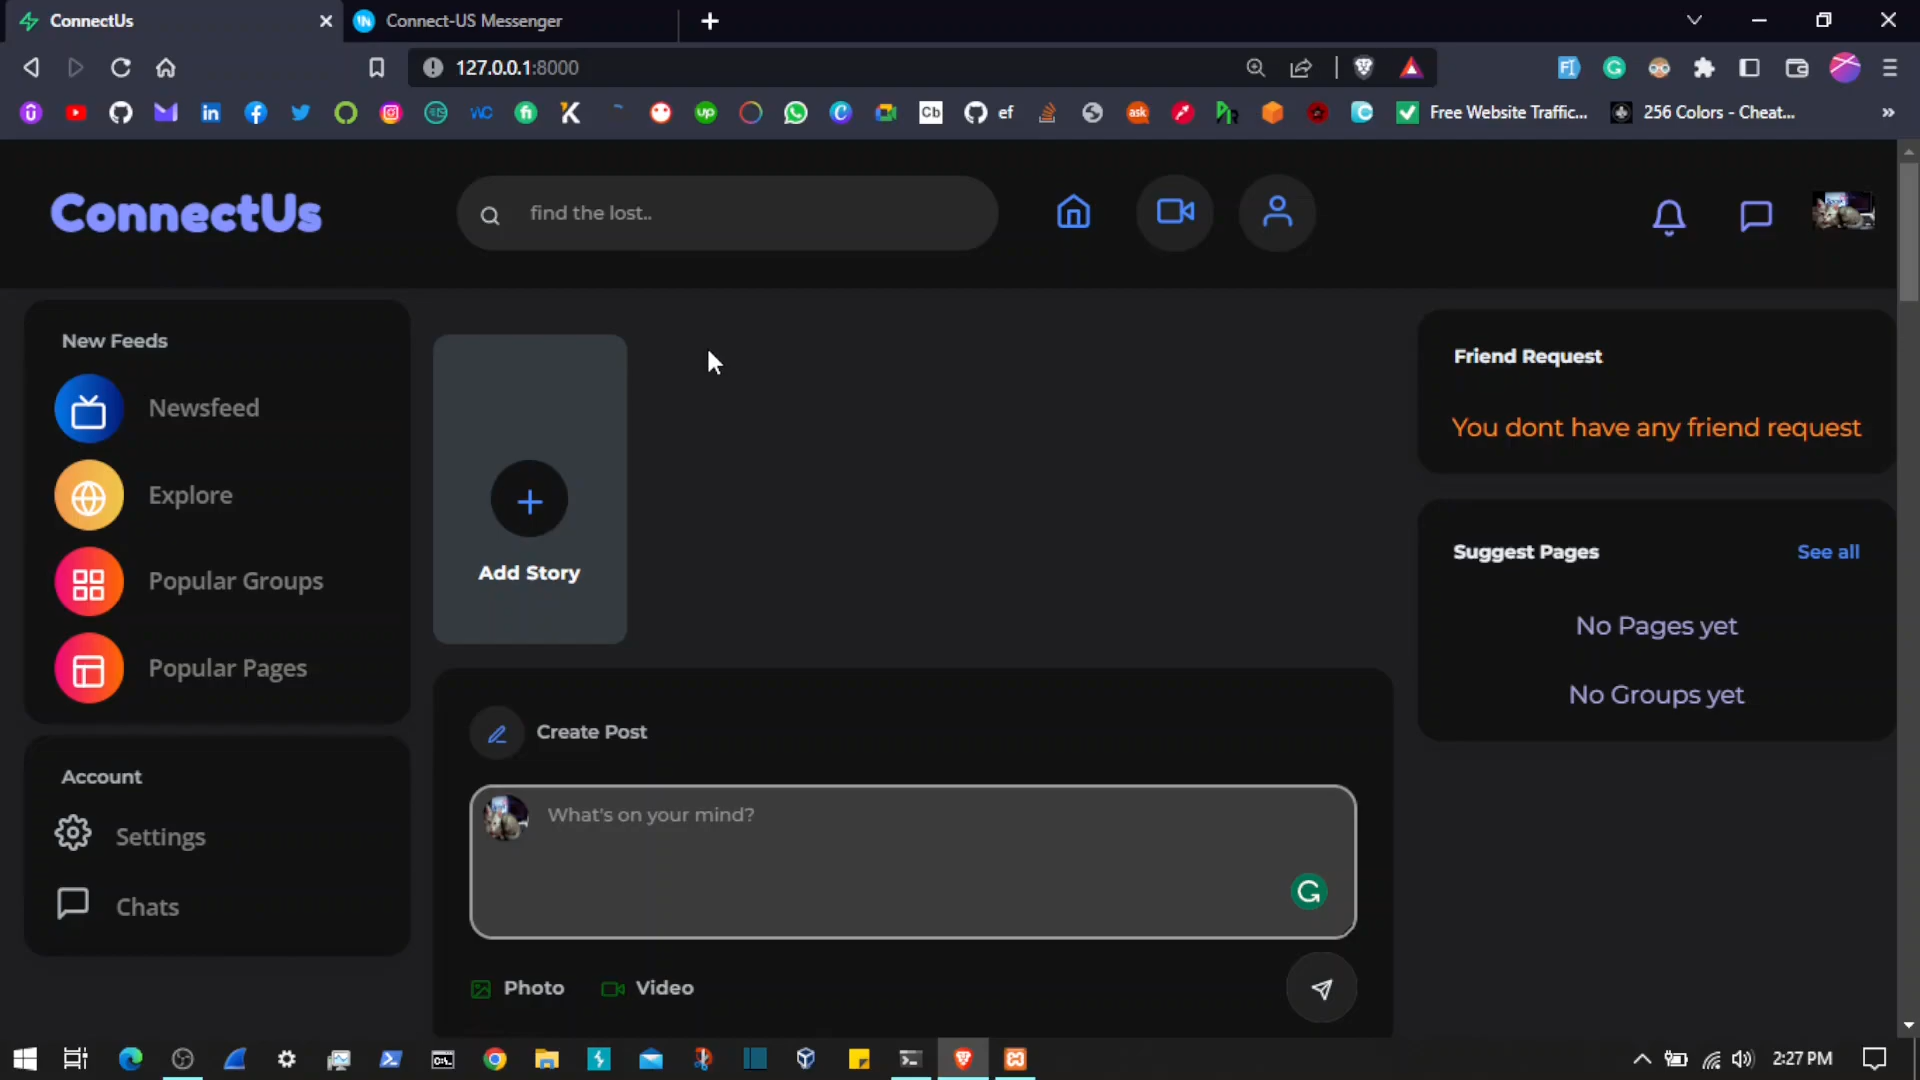 ConnectUs
Connect-US Messenger
127.0.0.1:8000
ef
Free Website Traffic...
256 Colors - Cheat...
ConnectUs
find the lost..
New Feeds
Newsfeed
Explore
Popular Groups
Popular Pages
Account
Settings
Chats
Add Story
Create Post
What's on your mind?
Photo
Video
Friend Request
You dont have any friend request
Suggest Pages
See all
No Pages yet
No Groups yet
2:27 PM